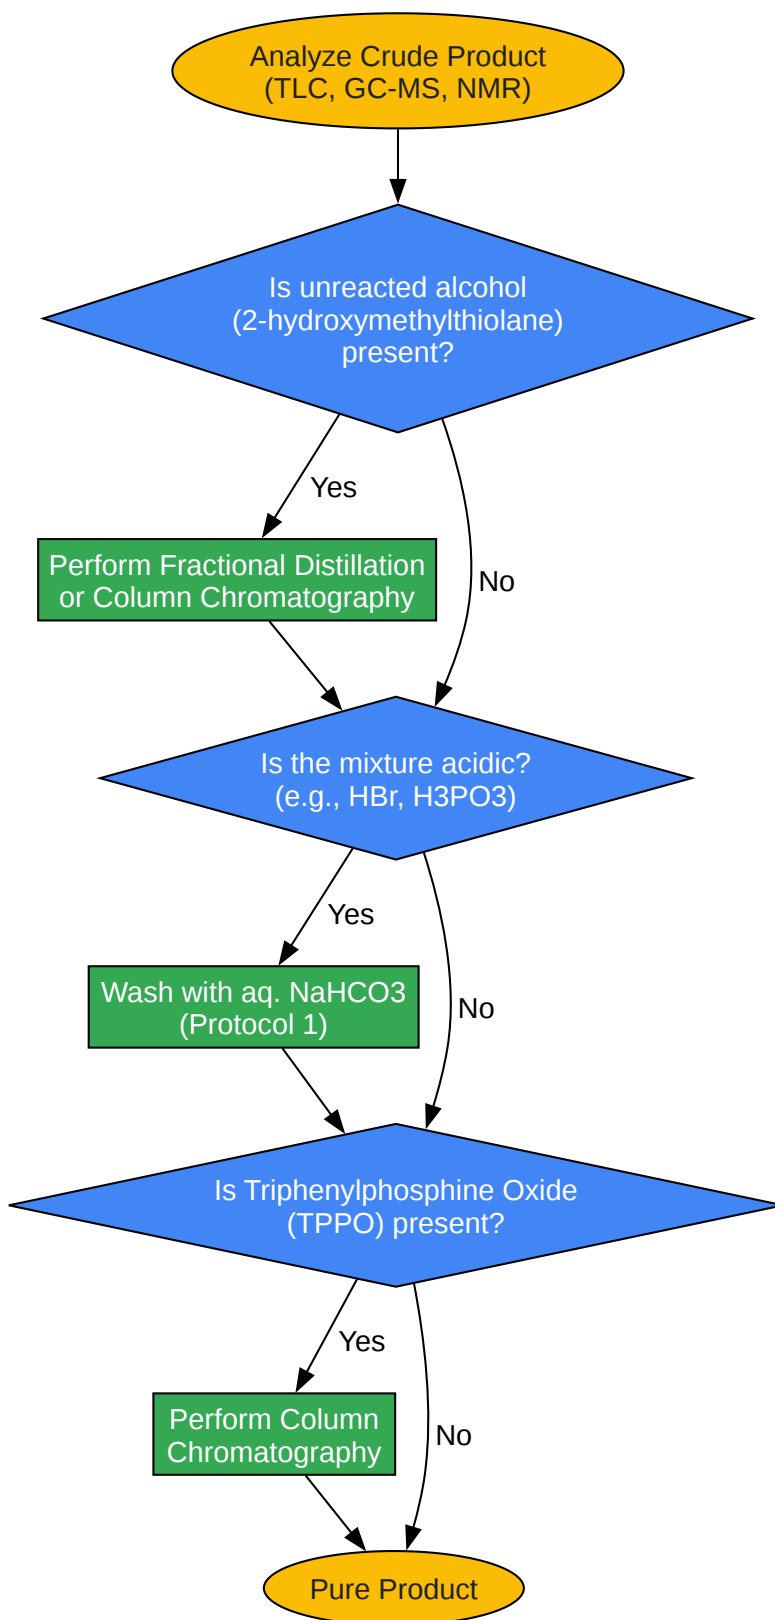 Analyze Crude Product
(TLC, GC-MS, NMR)
Is unreacted alcohol
(2-hydroxymethylthiolane)
present?
Yes
No
Perform Fractional Distillation
or Column Chromatography
Is the mixture acidic?
(e.g., HBr, H3PO3)
Yes
No
Wash with aq. NaHCO3
(Protocol 1)
Is Triphenylphosphine Oxide
(TPPO) present?
Yes
No
Perform Column
Chromatography
Pure Product